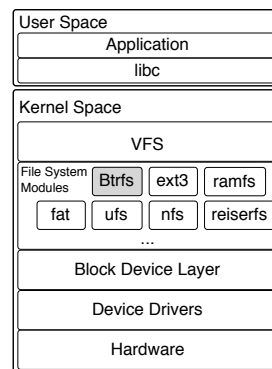 User Space
Application
libc
Kernel Space
VFS
File System
Modules
Btrfs
ext3
ramfs
fat
ufs
nfs
reiserfs
...
Block Device Layer
Device Drivers
Hardware